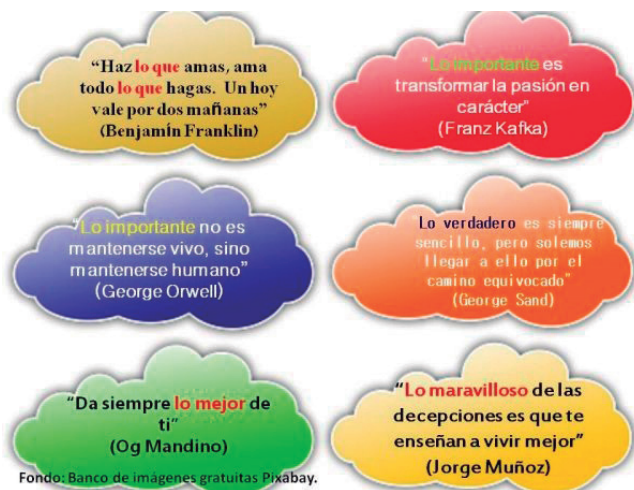 “Haz lo que amas, ama
todo lo que hagas. Un hoy
vale por dos mañanas”
(Benjamín Franklin)
“Lo importante es
transformar la pasión en
carácter”
(Franz Kafka)
“Lo importante no es
mantenerse vivo, sino
mantenerse humano”
(George Orwell)
“Lo verdadero es siempre
sencillo, pero solemos
llegar a ello por el
camino equivocado”
(George Sand)
“Da siempre lo mejor de
ti”
(Og Mandino)
“Lo maravilloso de las
decepciones es que te
enseñan a vivir mejor”
(Jorge Muñoz)
Fondo: Banco de imágenes gratuitas Pixabay.